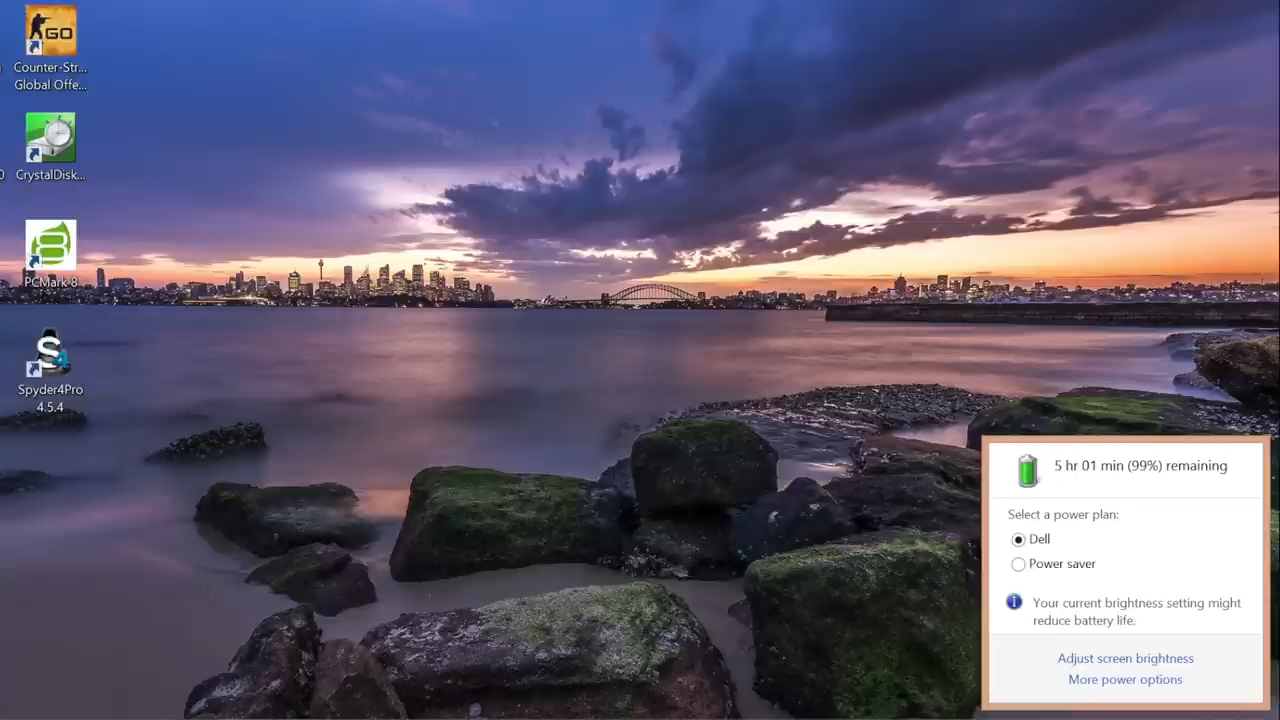 GO
Counter-Str...
Global Offe...
CrystalDisk...
PCMark 8
S4
Spyder4Pro
4.5.4
5 hr 01 min (99%) remaining
Select a power plan:
Dell
Power saver
Your current brightness setting might
reduce battery life.
Adjust screen brightness
More power options